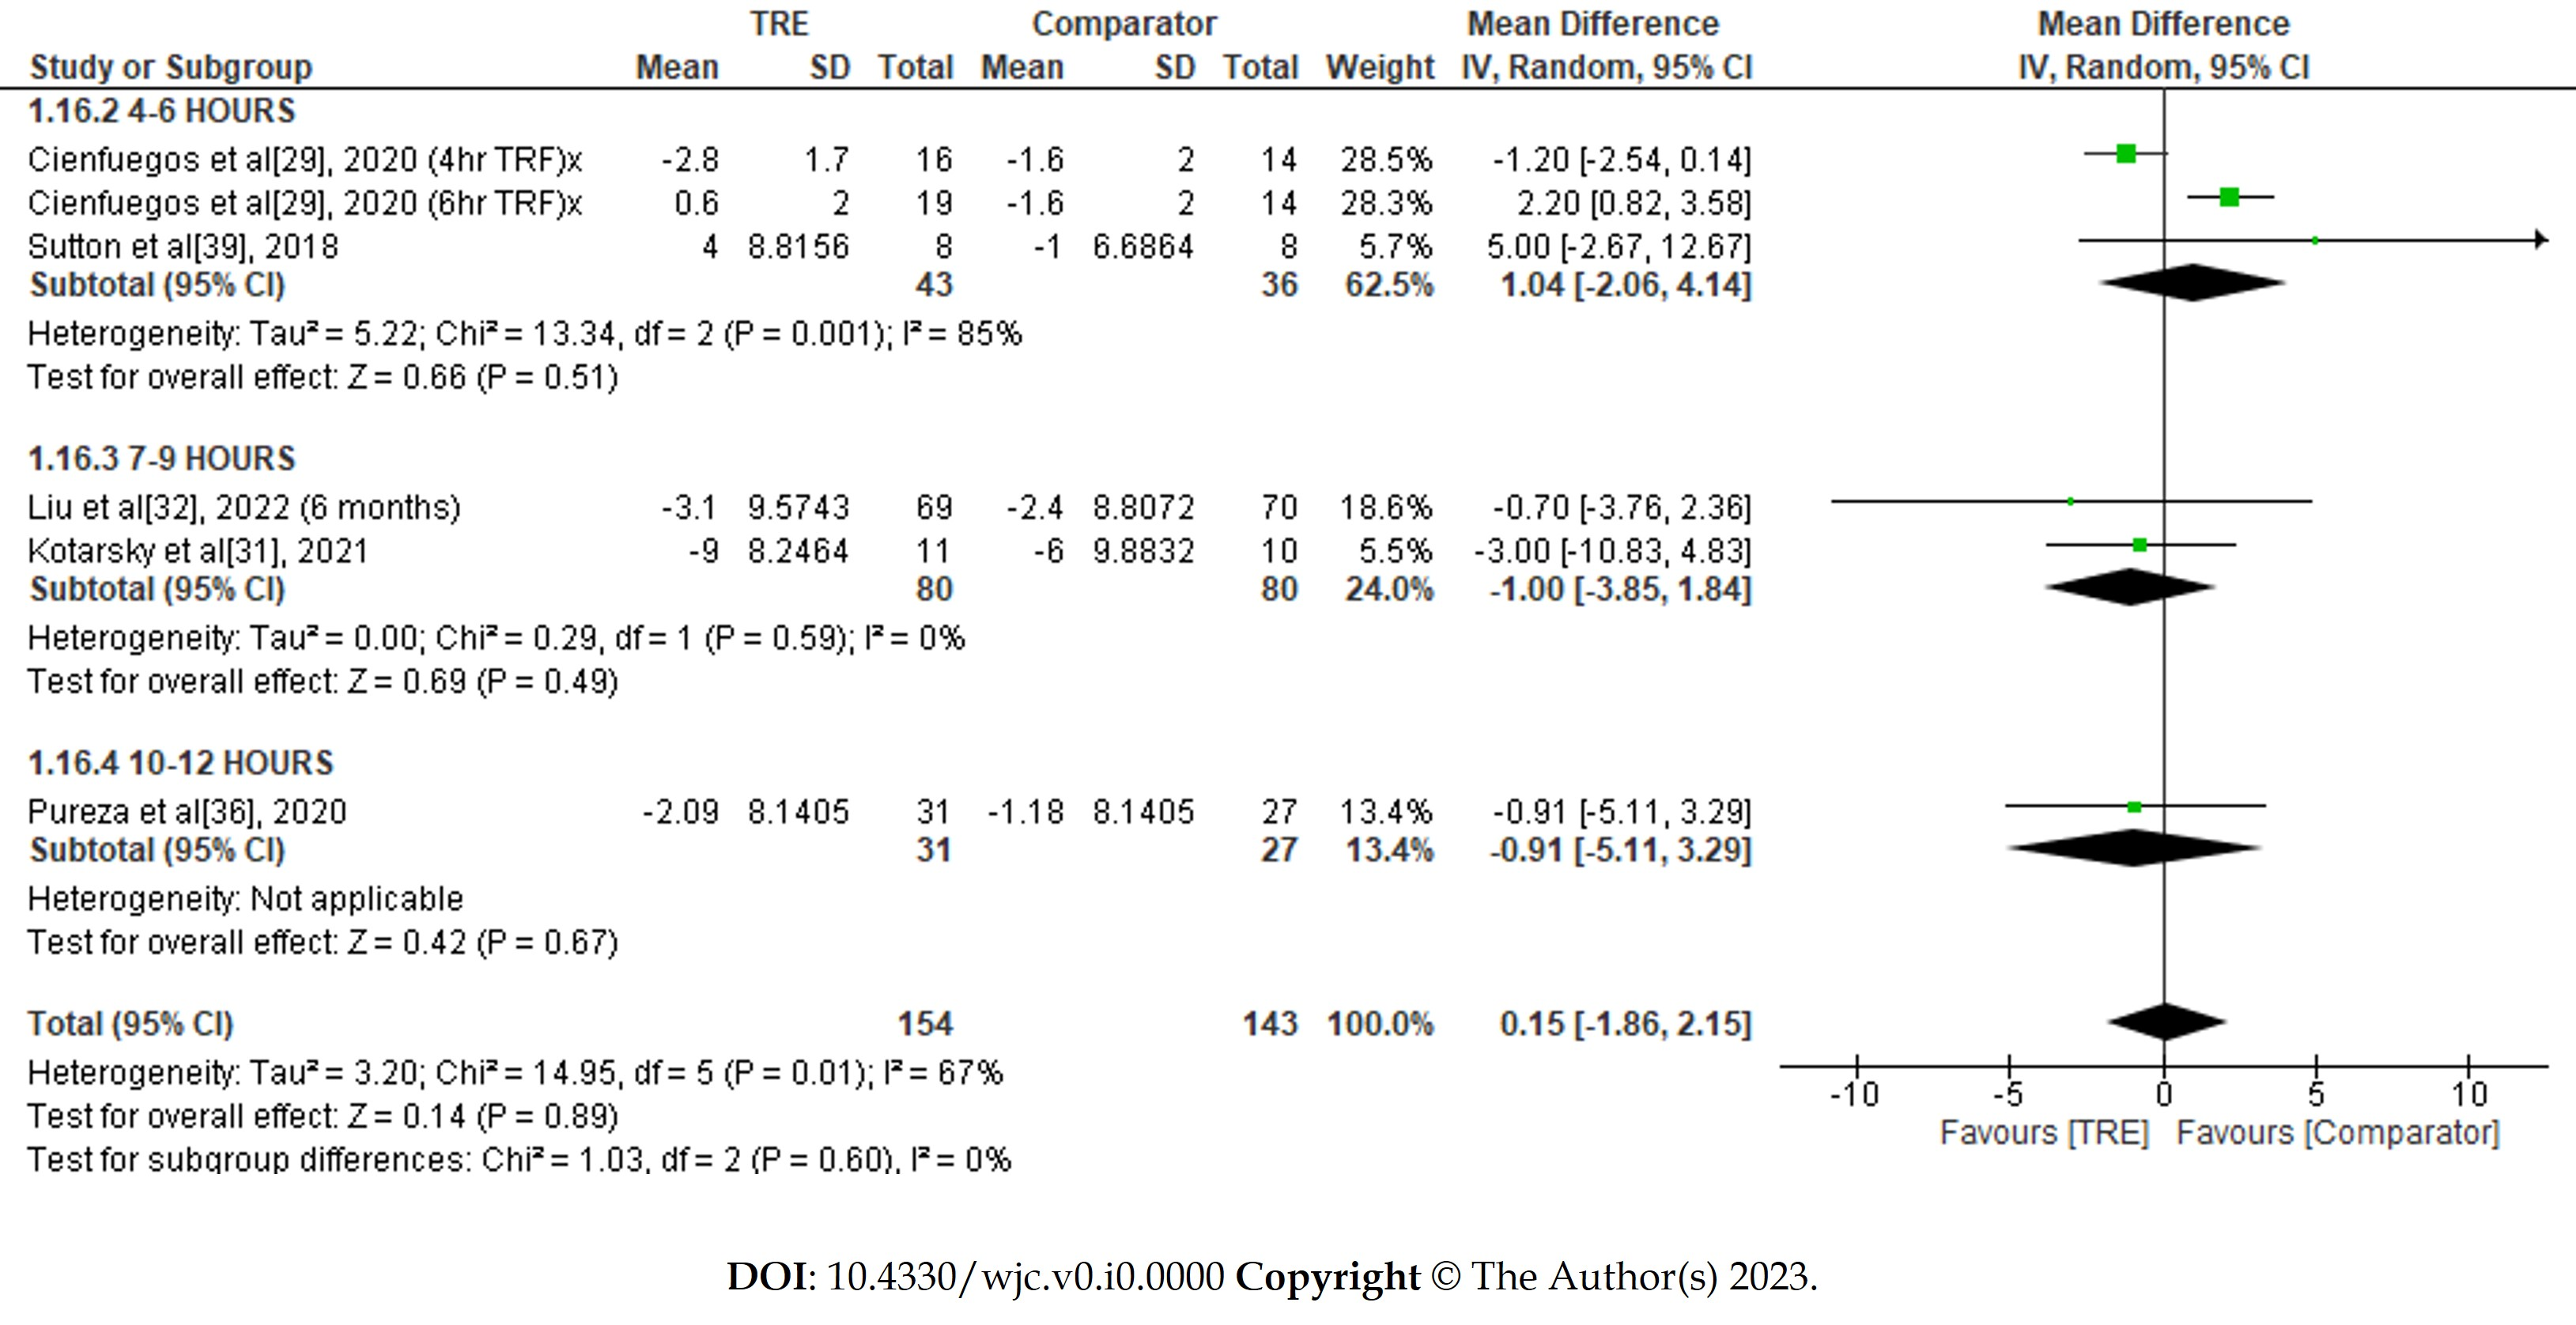 TRE Comparator Mean Difference Mean Difference
Study or Subgroup Mean SD Total Mean SD Total Weight IV, Random, 95% CI IV, Random, 95% CI
1.16.2 4-6 HOURS
Cienfuegos et al[29], 2020 (4hr TRF)x -2.8 1.7 16 -1.6 2 14 28.5% -1.20 [-2.54, 0.14]
Cienfuegos et al[29], 2020 (6hr TRF)x 0.6 2 19 -1.6 2 14 28.3% 2.20 [0.82, 3.58]
Sutton et al[39], 2018 4 8.8156 8 -1 6.6864 8 5.7% 5.00 [-2.67, 12.67]
Subtotal (95% CI) 43 36 62.5% 1.04 [-2.06, 4.14]
Heterogeneity: Tau² = 5.22; Chi² = 13.34, df = 2 (P = 0.001); I² = 85%
Test for overall effect: Z = 0.66 (P = 0.51)
1.16.3 7-9 HOURS
Liu et al[32], 2022 (6 months) -3.1 9.5743 69 -2.4 8.8072 70 18.6% -0.70 [-3.76, 2.36]
Kotarsky et al[31], 2021 -9 8.2464 11 -6 9.8832 10 5.5% -3.00 [-10.83, 4.83]
Subtotal (95% CI) 80 80 24.0% -1.00 [-3.85, 1.84]
Heterogeneity: Tau² = 0.00; Chi² = 0.29, df = 1 (P = 0.59); I² = 0%
Test for overall effect: Z = 0.69 (P = 0.49)
1.16.4 10-12 HOURS
Pureza et al[36], 2020 -2.09 8.1405 31 -1.18 8.1405 27 13.4% -0.91 [-5.11, 3.29]
Subtotal (95% CI) 31 27 13.4% -0.91 [-5.11, 3.29]
Heterogeneity: Not applicable
Test for overall effect: Z = 0.42 (P = 0.67)
Total (95% CI) 154 143 100.0% 0.15 [-1.86, 2.15]
Heterogeneity: Tau² = 3.20; Chi² = 14.95, df = 5 (P = 0.01); I² = 67%
Test for overall effect: Z = 0.14 (P = 0.89)
Test for subgroup differences: Chi² = 1.03, df = 2 (P = 0.60), I² = 0%
-10 -5 0 5 10
Favours [TRE] Favours [Comparator]
DOI: 10.4330/wjc.v0.i0.0000 Copyright © The Author(s) 2023.